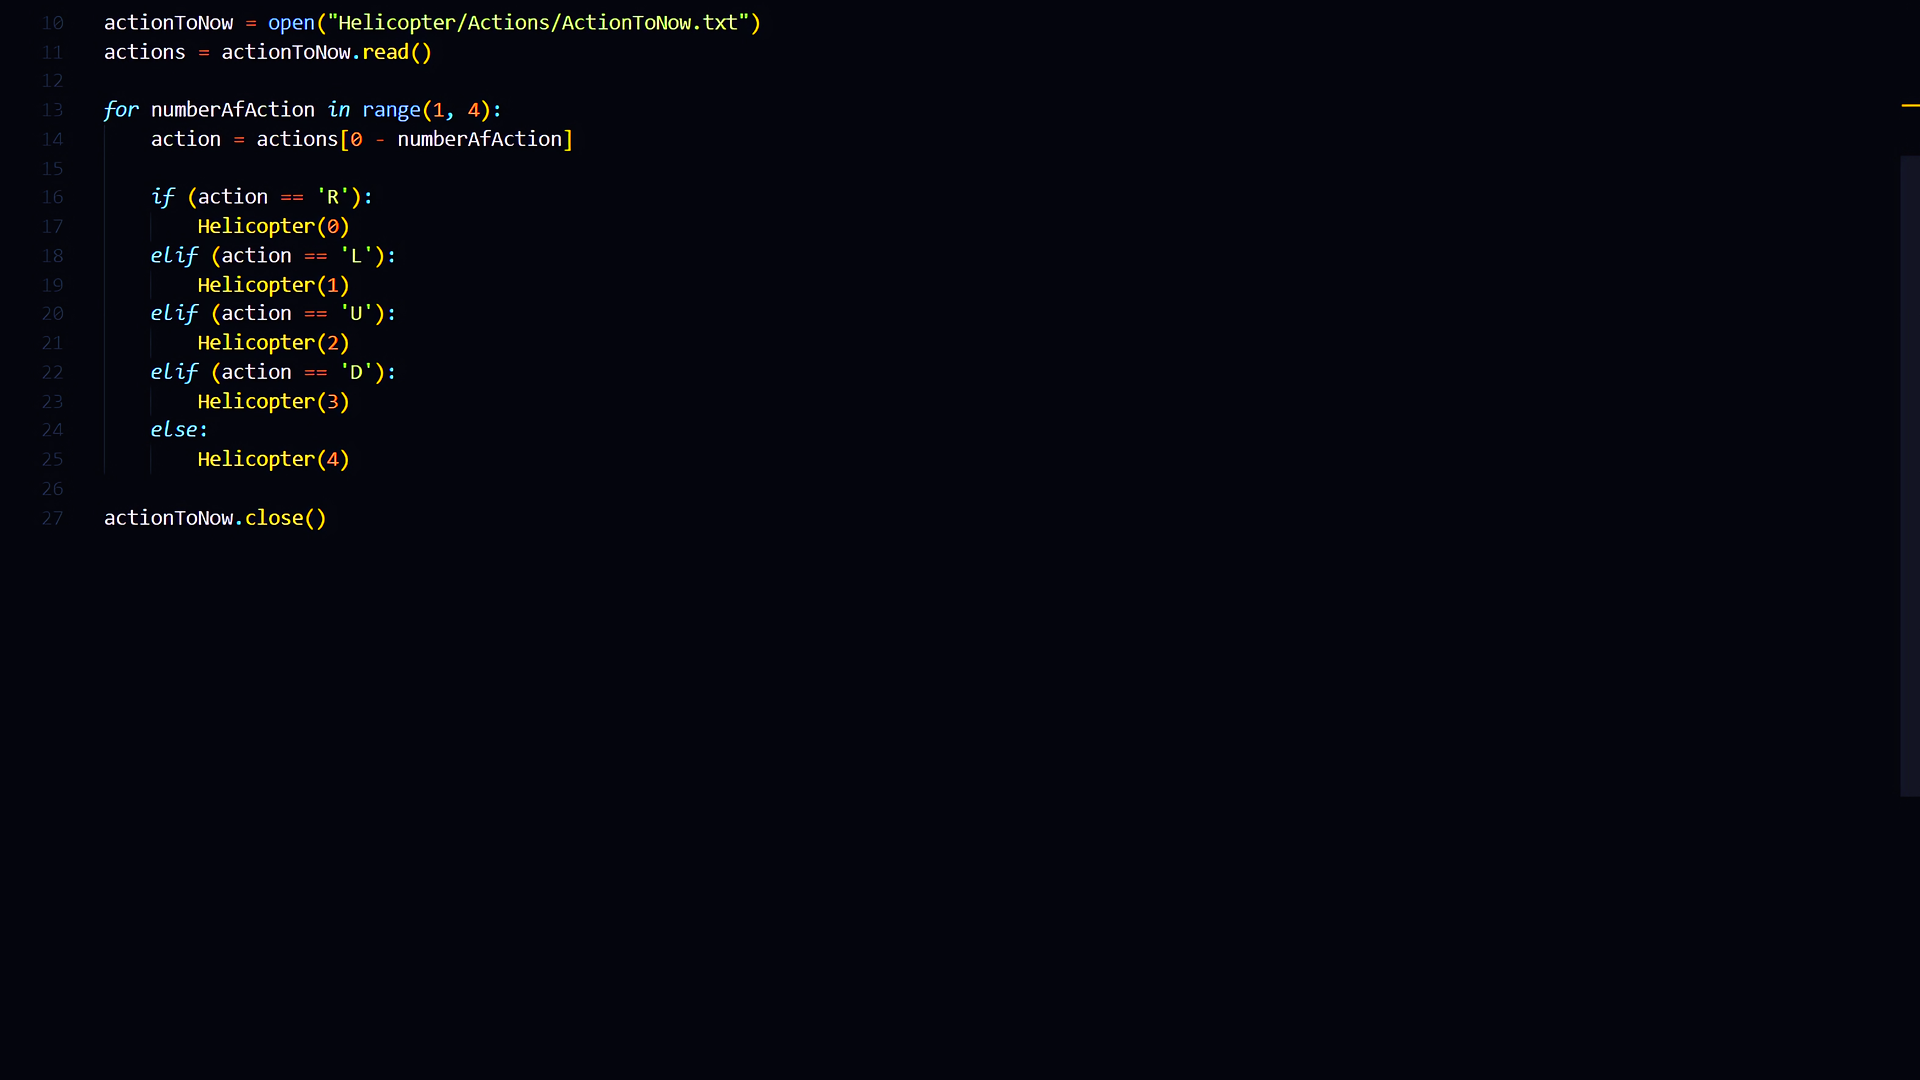 10 actionToNow = open("Helicopter/Actions/ActionToNow.txt")
11 actions = actionToNow.read()
12
13 for numberAfAction in range(1, 4):
14     action = actions[0 - numberAfAction]
15
16     if (action == 'R'):
17         Helicopter(0)
18     elif (action == 'L'):
19         Helicopter(1)
20     elif (action == 'U'):
21         Helicopter(2)
22     elif (action == 'D'):
23         Helicopter(3)
24     else:
25         Helicopter(4)
26
27 actionToNow.close()